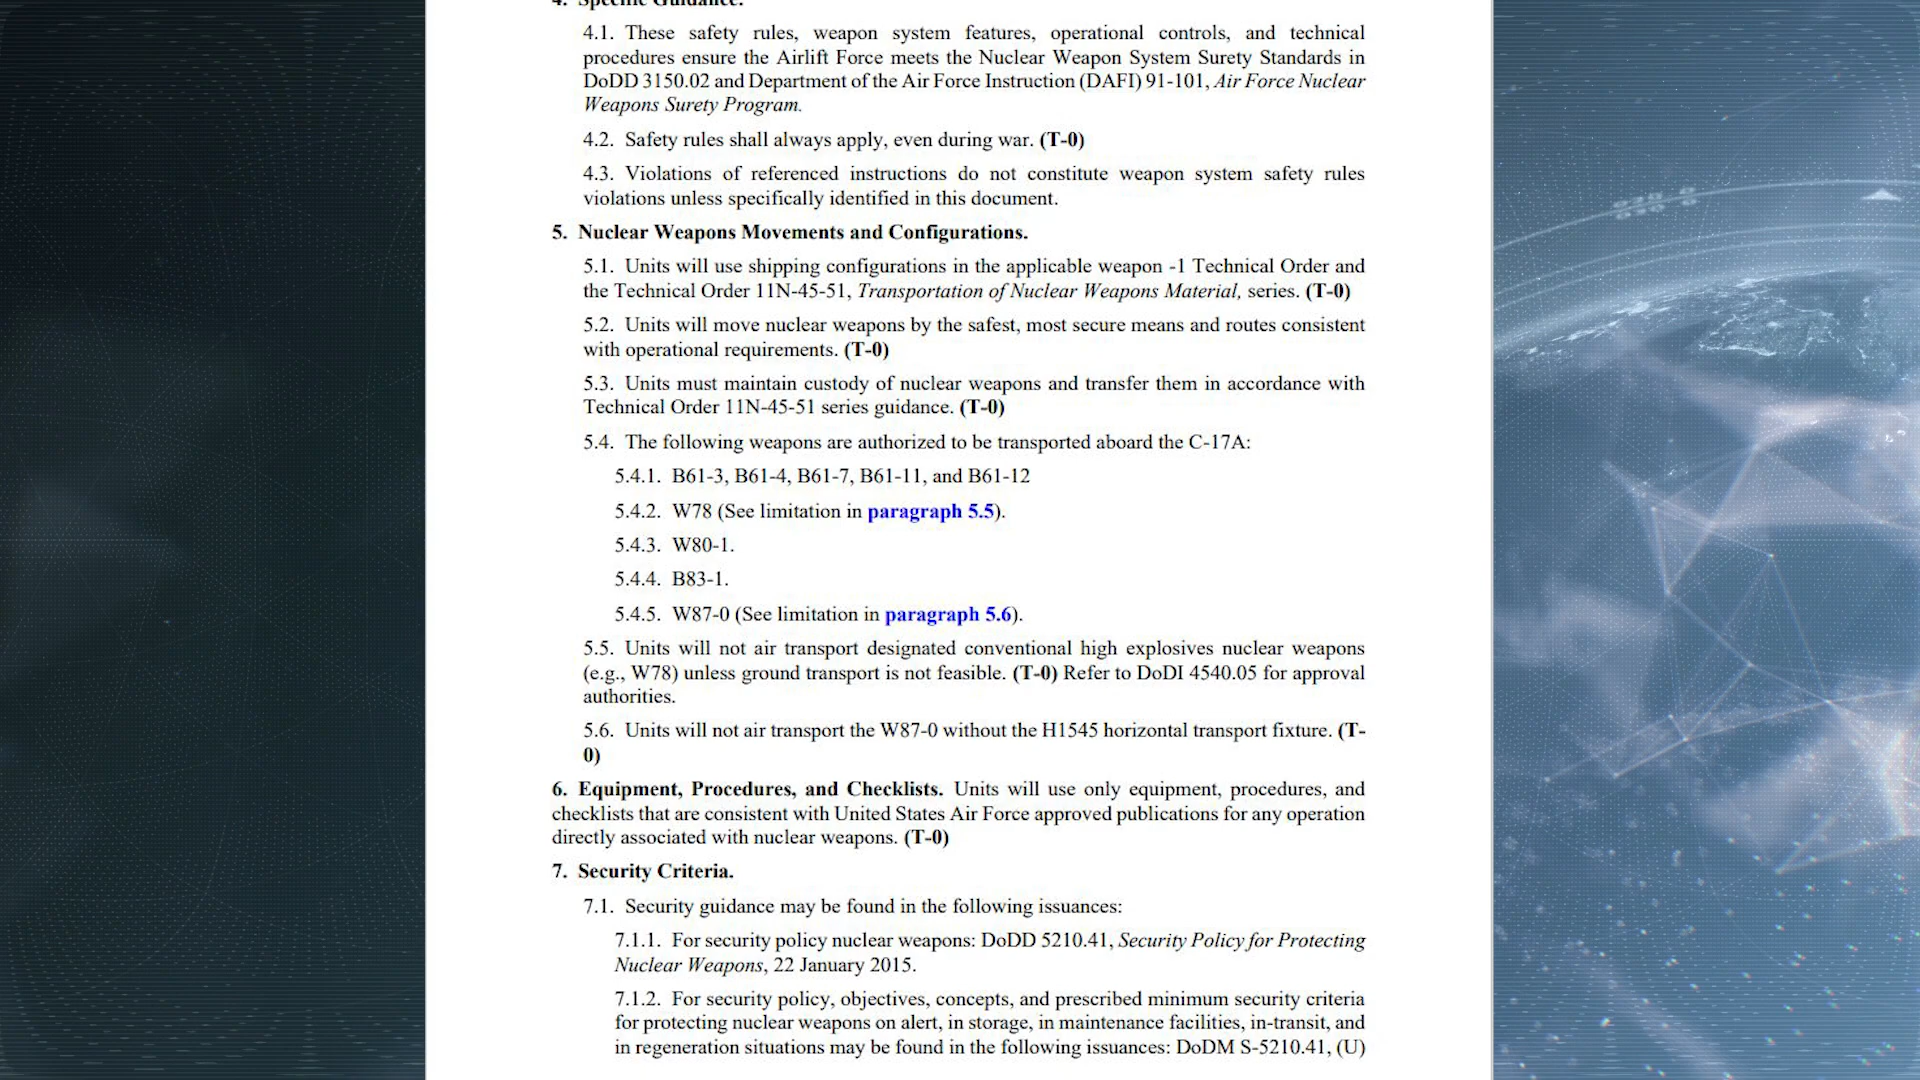 4. Specific Guidance.
4.1. These safety rules, weapon system features, operational controls, and technical
procedures ensure the Airlift Force meets the Nuclear Weapon System Surety Standards in
DoDD 3150.02 and Department of the Air Force Instruction (DAFI) 91-101, Air Force Nuclear
Weapons Surety Program.
4.2. Safety rules shall always apply, even during war. (T-0)
4.3. Violations of referenced instructions do not constitute weapon system safety rules
violations unless specifically identified in this document.
5. Nuclear Weapons Movements and Configurations.
5.1. Units will use shipping configurations in the applicable weapon -1 Technical Order and
the Technical Order 11N-45-51, Transportation of Nuclear Weapons Material, series. (T-0)
5.2. Units will move nuclear weapons by the safest, most secure means and routes consistent
with operational requirements. (T-0)
5.3. Units must maintain custody of nuclear weapons and transfer them in accordance with
Technical Order 11N-45-51 series guidance. (T-0)
5.4. The following weapons are authorized to be transported aboard the C-17A:
5.4.1. B61-3, B61-4, B61-7, B61-11, and B61-12
5.4.2. W78 (See limitation in paragraph 5.5).
5.4.3. W80-1.
5.4.4. B83-1.
5.4.5. W87-0 (See limitation in paragraph 5.6).
5.5. Units will not air transport designated conventional high explosives nuclear weapons
(e.g., W78) unless ground transport is not feasible. (T-0) Refer to DoDI 4540.05 for approval
authorities.
5.6. Units will not air transport the W87-0 without the H1545 horizontal transport fixture. (T-
0)
6. Equipment, Procedures, and Checklists. Units will use only equipment, procedures, and
checklists that are consistent with United States Air Force approved publications for any operation
directly associated with nuclear weapons. (T-0)
7. Security Criteria.
7.1. Security guidance may be found in the following issuances:
7.1.1. For security policy nuclear weapons: DoDD 5210.41, Security Policy for Protecting
Nuclear Weapons, 22 January 2015.
7.1.2. For security policy, objectives, concepts, and prescribed minimum security criteria
for protecting nuclear weapons on alert, in storage, in maintenance facilities, in-transit, and
in regeneration situations may be found in the following issuances: DoDM S-5210.41, (U)